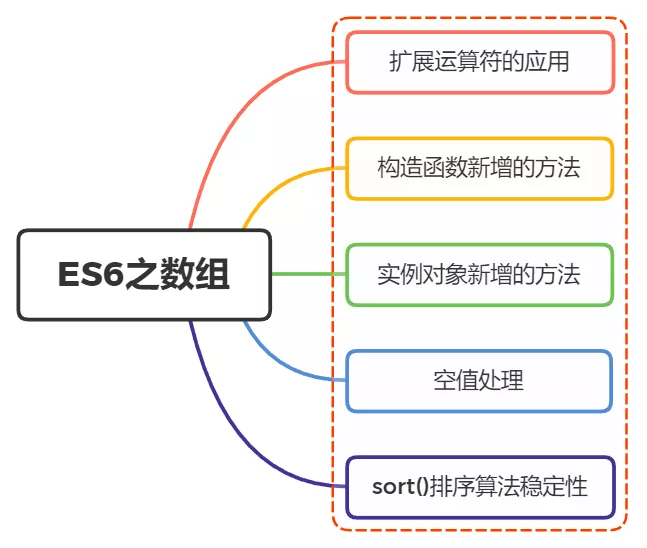 扩展运算符的应用
构造函数新增的方法
ES6之数组
实例对象新增的方法
空值处理
sort()排序算法稳定性